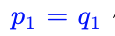 p₁ = q₁